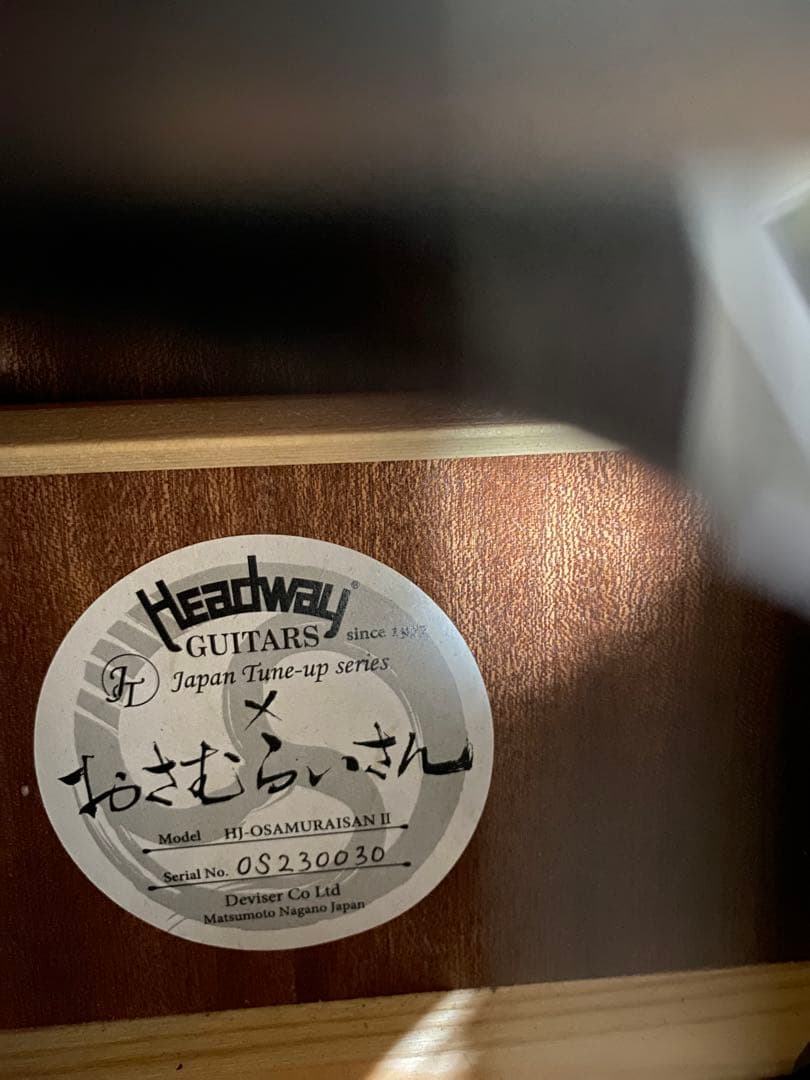 Headway®
GUITARS since
JT Japan Tune-up series
×
おさむらいさん
Model HJ-OSAMURAISAN II
Serial No. OS230030
Deviser Co Ltd
Matsumoto Nagano Japan